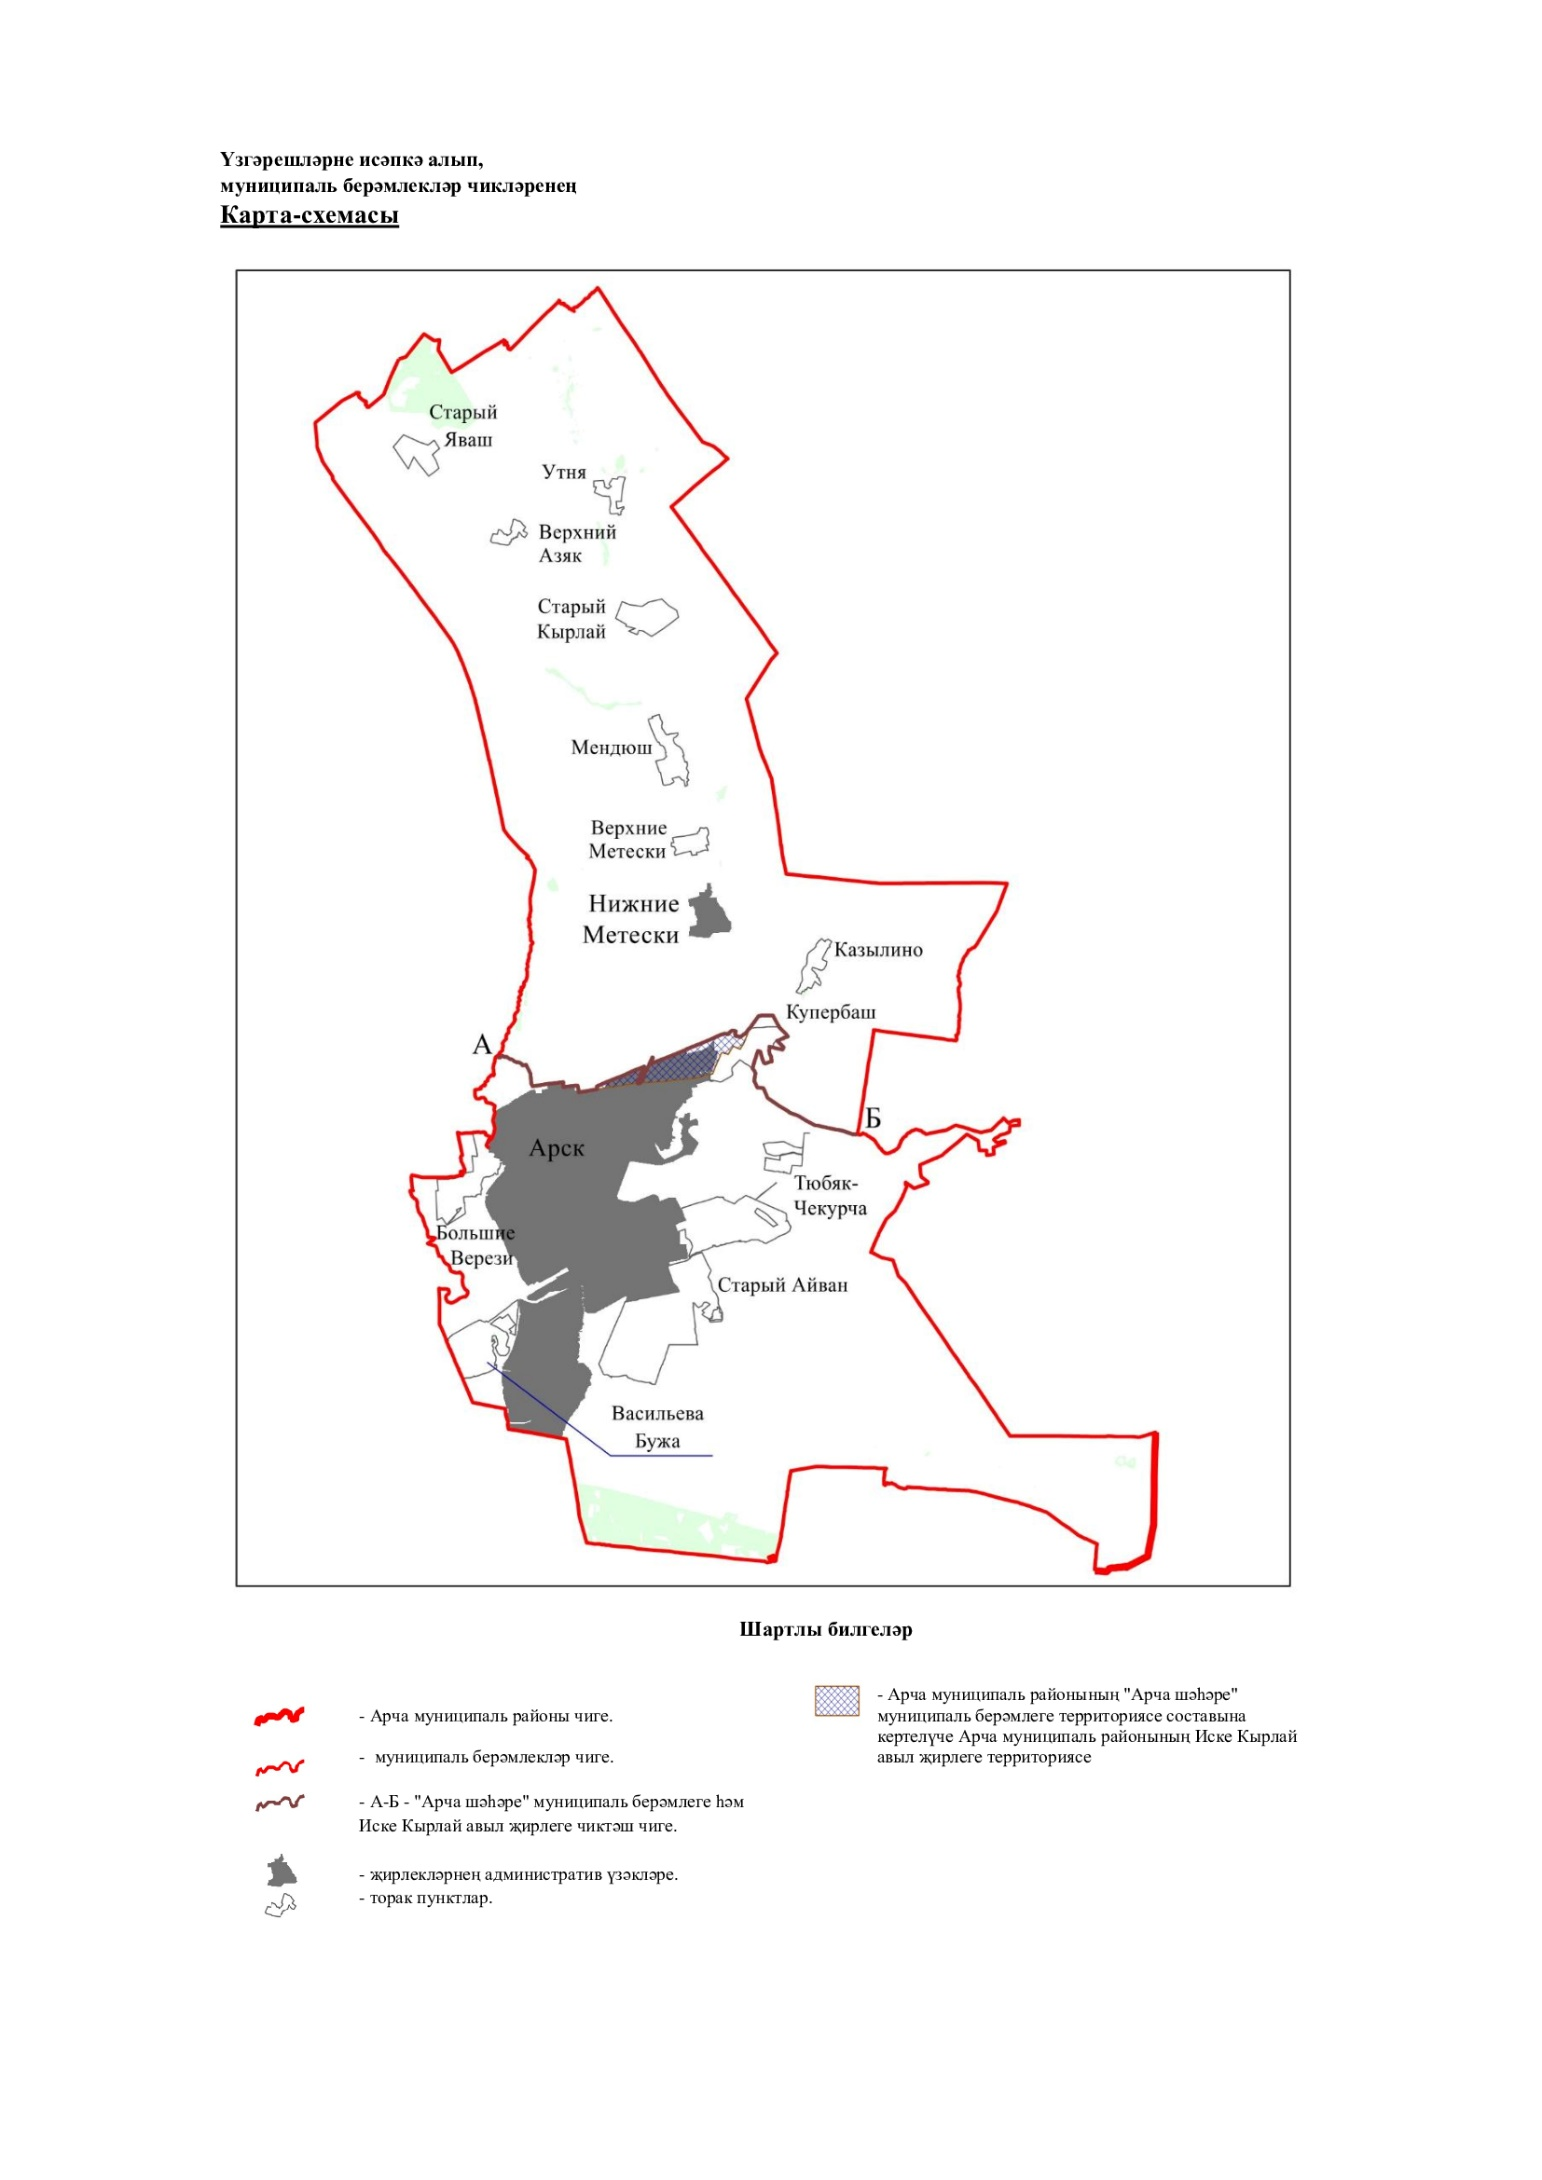 Үзгәрешләрне исәпкә алып,
муниципаль берәмлекләр чикләренең
Карта-схемасы
Старый
Яваш
Утня
Верхний
Азяк
Старый
Кырлай
Мендюш
Верхние
Метески
Нижние
Метески
Казылино
Купербаш
А
Б
Арск
Тюбяк-
Чекурча
Большие
Верези
Старый Айван
Васильева
Бужа
Шартлы билгеләр
- Арча муниципаль районы чиге.
- муниципаль берәмлекләр чиге.
- А-Б - "Арча шәһәре" муниципаль берәмлеге һәм
Иске Кырлай авыл җирлеге чиктәш чиге.
- җирлекләрнең административ үзәкләре.
- торак пунктлар.
- Арча муниципаль районының "Арча шәһәре"
муниципаль берәмлеге территориясе составына
кертелүче Арча муниципаль районының Иске Кырлай
авыл җирлеге территориясе